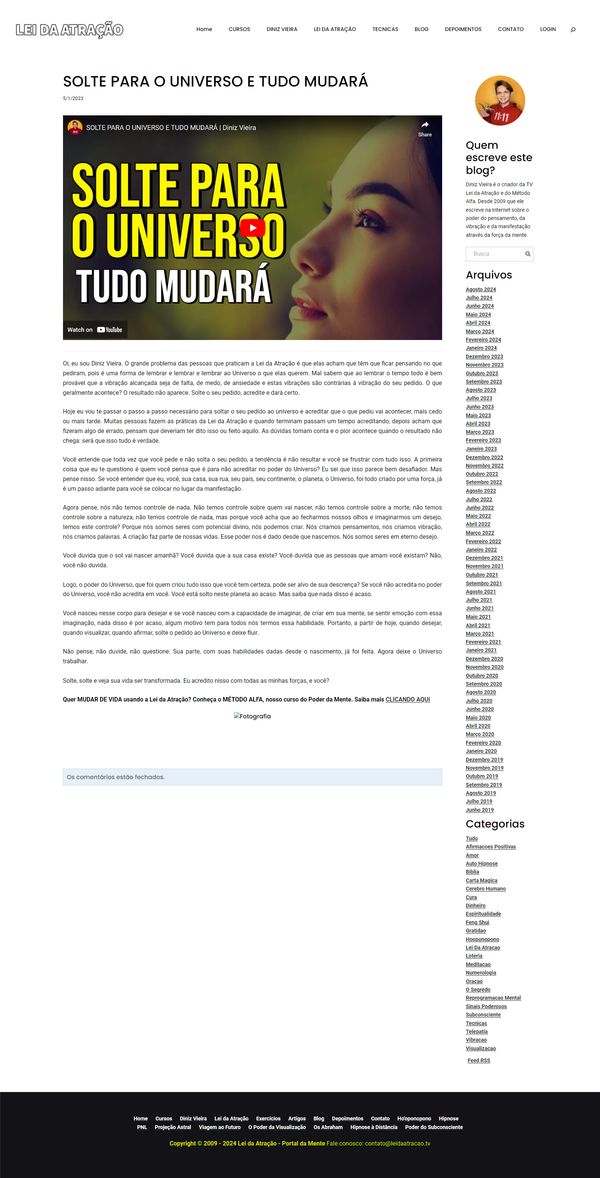 LEI DA ATRAÇÃO
Home CURSOS DINIZ VIEIRA LEI DA ATRAÇÃO TECNICAS BLOG DEPOIMENTOS CONTATO LOGIN
SOLTE PARA O UNIVERSO E TUDO MUDARÁ
5/1/2023
SOLTE PARA O UNIVERSO E TUDO MUDARÁ | Diniz Vieira
Share
SOLTE PARA
O UNIVERSO
TUDO MUDARÁ
Watch on YouTube
Oi, eu sou Diniz Vieira. O grande problema das pessoas que praticam a Lei da Atração é que elas acham que têm que ficar pensando no que
pediram, pois é uma forma de lembrar e lembrar e lembrar ao Universo o que elas querem. Mal sabem que ao lembrar o tempo todo é bem
provável que a vibração alcançada seja de falta, de medo, de ansiedade e estas vibrações são contrárias à vibração do seu pedido. O que
geralmente acontece? O resultado não aparece. Solte o seu pedido, acredite e dará certo.
Hoje eu vou te passar o passo a passo necessário para soltar o seu pedido ao universo e acreditar que o que pediu vai acontecer, mais cedo
ou mais tarde. Muitas pessoas fazem as práticas da Lei da Atração e quando terminam passam um tempo acreditando, depois acham que
fizeram algo de errado, pensam que deveriam ter dito isso ou feito aquilo. As dúvidas tomam conta e o pior acontece quando o resultado não
chega: será que isso tudo é verdade.
Você entende que toda vez que você pede e não solta o seu pedido, a tendência é não resultar e você se frustrar com tudo isso. A primeira
coisa que eu te questiono é quem você pensa que é para não acreditar no poder do Universo? Eu sei que isso parece bem desafiador. Mas
pense nisso. Se você entender que eu, você, sua casa, sua rua, seu país, seu continente, o planeta, o Universo, foi todo criado por uma força, já
é um passo adiante para você se colocar no lugar da manifestação.
Agora pense, nós não temos controle de nada. Não temos controle sobre quem vai nascer, não temos controle sobre a morte, não temos
controle sobre a natureza, não temos controle de nada, mas porque você acha que ao fecharmos nossos olhos e imaginarmos um desejo,
temos este controle? Porque nós somos seres com potencial divino, nós podemos criar. Nós criamos pensamentos, nós criamos vibração,
nós criamos palavras. A criação faz parte de nossas vidas. Esse poder nos é dado desde que nascemos. Nós somos seres em eterno desejo.
Você duvida que o sol vai nascer amanhã? Você duvida que a sua casa existe? Você duvida que as pessoas que amam você existam? Não,
você não duvida.
Logo, o poder do Universo, que foi quem criou tudo isso que você tem certeza, pode ser alvo de sua descrença? Se você não acredita no poder
do Universo, você não acredita em você. Você está solto neste planeta ao acaso. Mas saiba que nada disso é acaso.
Você nasceu nesse corpo para desejar e se você nasceu com a capacidade de imaginar, de criar em sua mente, se sentir emoção com essa
imaginação, nada disso é por acaso, algum motivo tem para todos nós termos essa habilidade. Portanto, a partir de hoje, quando desejar,
quando visualizar, quando afirmar, solte o pedido ao Universo e deixe fluir.
Não pense, não duvide, não questione. Sua parte, com suas habilidades dadas desde o nascimento, já foi feita. Agora deixe o Universo
trabalhar.
Solte, solte e veja sua vida ser transformada. Eu acredito nisso com todas as minhas forças, e você?
Quer MUDAR DE VIDA usando a Lei da Atração? Conheça o MÉTODO ALFA, nosso curso do Poder da Mente. Saiba mais CLICANDO AQUI
Fotografia
Os comentários estão fechados.
11:11
Quem
escreve este
blog?
Diniz Vieira é o criador da TV
Lei da Atração e do Método
Alfa. Desde 2009 que ele
escreve na Internet sobre o
poder do pensamento, da
vibração e da manifestação
através da força da mente.
Busca
Arquivos
Agosto 2024
Julho 2024
Junho 2024
Maio 2024
Abril 2024
Março 2024
Fevereiro 2024
Janeiro 2024
Dezembro 2023
Novembro 2023
Outubro 2023
Setembro 2023
Agosto 2023
Julho 2023
Junho 2023
Maio 2023
Abril 2023
Março 2023
Fevereiro 2023
Janeiro 2023
Dezembro 2022
Novembro 2022
Outubro 2022
Setembro 2022
Agosto 2022
Julho 2022
Junho 2022
Maio 2022
Abril 2022
Março 2022
Fevereiro 2022
Janeiro 2022
Dezembro 2021
Novembro 2021
Outubro 2021
Setembro 2021
Agosto 2021
Julho 2021
Junho 2021
Maio 2021
Abril 2021
Março 2021
Fevereiro 2021
Janeiro 2021
Dezembro 2020
Novembro 2020
Outubro 2020
Setembro 2020
Agosto 2020
Julho 2020
Junho 2020
Maio 2020
Abril 2020
Março 2020
Fevereiro 2020
Janeiro 2020
Dezembro 2019
Novembro 2019
Outubro 2019
Setembro 2019
Agosto 2019
Julho 2019
Junho 2019
Categorias
Tudo
Afirmacoes Positivas
Amor
Auto Hipnose
Biblia
Carta Magica
Cerebro Humano
Cura
Dinheiro
Espiritualidade
Feng Shui
Gratidao
Hooponopono
Lei Da Atracao
Loteria
Meditacao
Numerologia
Oracao
O Segredo
Reprogramacao Mental
Sinais Poderosos
Subconsciente
Tecnicas
Telepatia
Vibracao
Visualizacao
Feed RSS
Home Cursos Diniz Vieira Lei da Atração Exercícios Artigos Blog Depoimentos Contato Ho'oponopono Hipnose
PNL Projeção Astral Viagem ao Futuro O Poder da Visualização Os Abraham Hipnose à Distância Poder do Subconsciente
Copyright © 2009 - 2024 Lei da Atração - Portal da Mente Fale conosco: contato@leidaatracao.tv